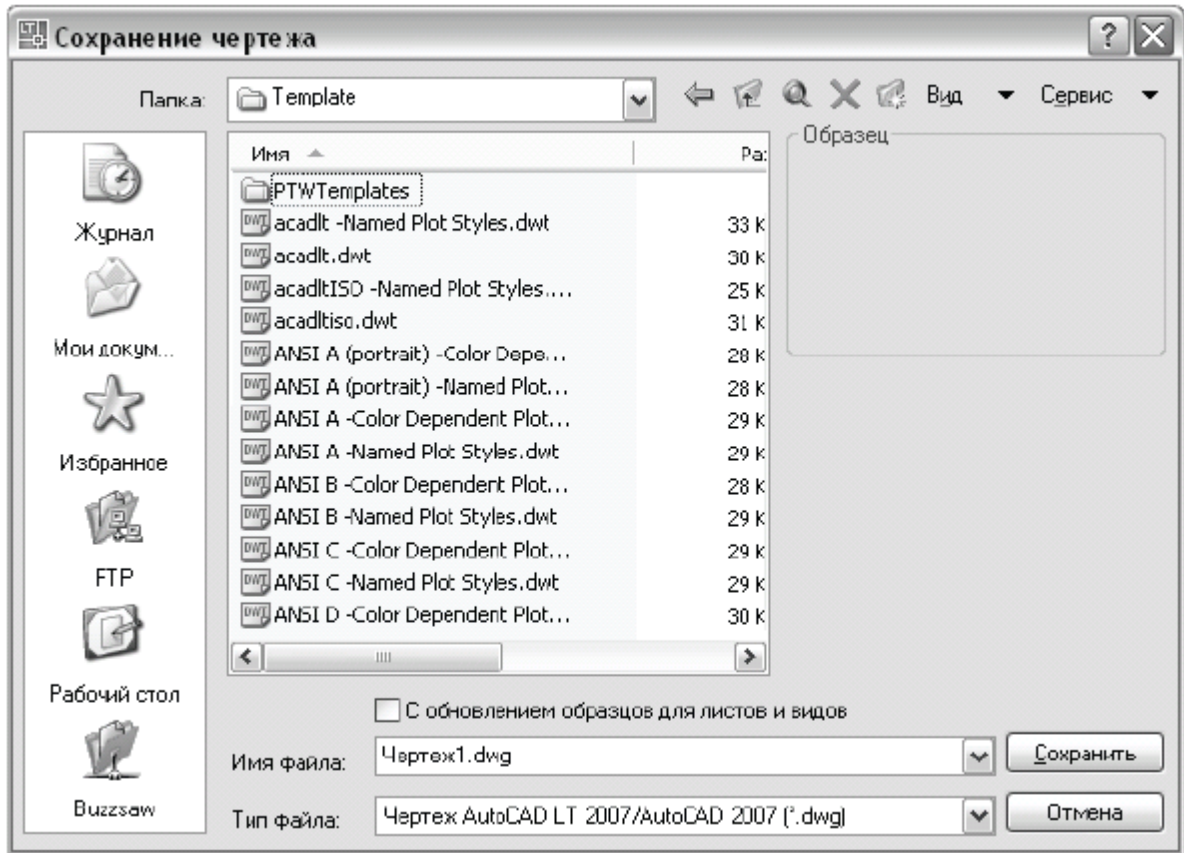 Сохранение чертежа
Папка: Template Вид Сервис
Имя Раз
Образец
PTWTemplates
acadlt -Named Plot Styles.dwt 33 K
acadlt.dwt 30 K
acadltISO -Named Plot Styles.... 25 K
acadltiso.dwt 31 K
ANSI A (portrait) -Color Depe... 28 K
ANSI A (portrait) -Named Plot... 28 K
ANSI A -Color Dependent Plot... 29 K
ANSI A -Named Plot Styles.dwt 29 K
ANSI B -Color Dependent Plot... 28 K
ANSI B -Named Plot Styles.dwt 29 K
ANSI C -Color Dependent Plot... 29 K
ANSI C -Named Plot Styles.dwt 29 K
ANSI D -Color Dependent Plot... 30 K
Журнал
Мои докум...
Избранное
FTP
Рабочий стол
Buzzsaw
С обновлением образцов для листов и видов
Имя файла: Чертеж1.dwg Сохранить
Тип файла: Чертеж AutoCAD LT 2007/AutoCAD 2007 (*.dwg) Отмена